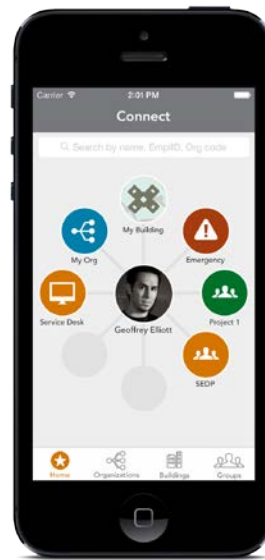 Carrier 2:01 PM
Connect
Search by name, EmplID, Org code
My Building
My Org
Emergency
Service Desk
Geoffrey Elliott
Project 1
SEDP
Home Organizations Buildings Groups